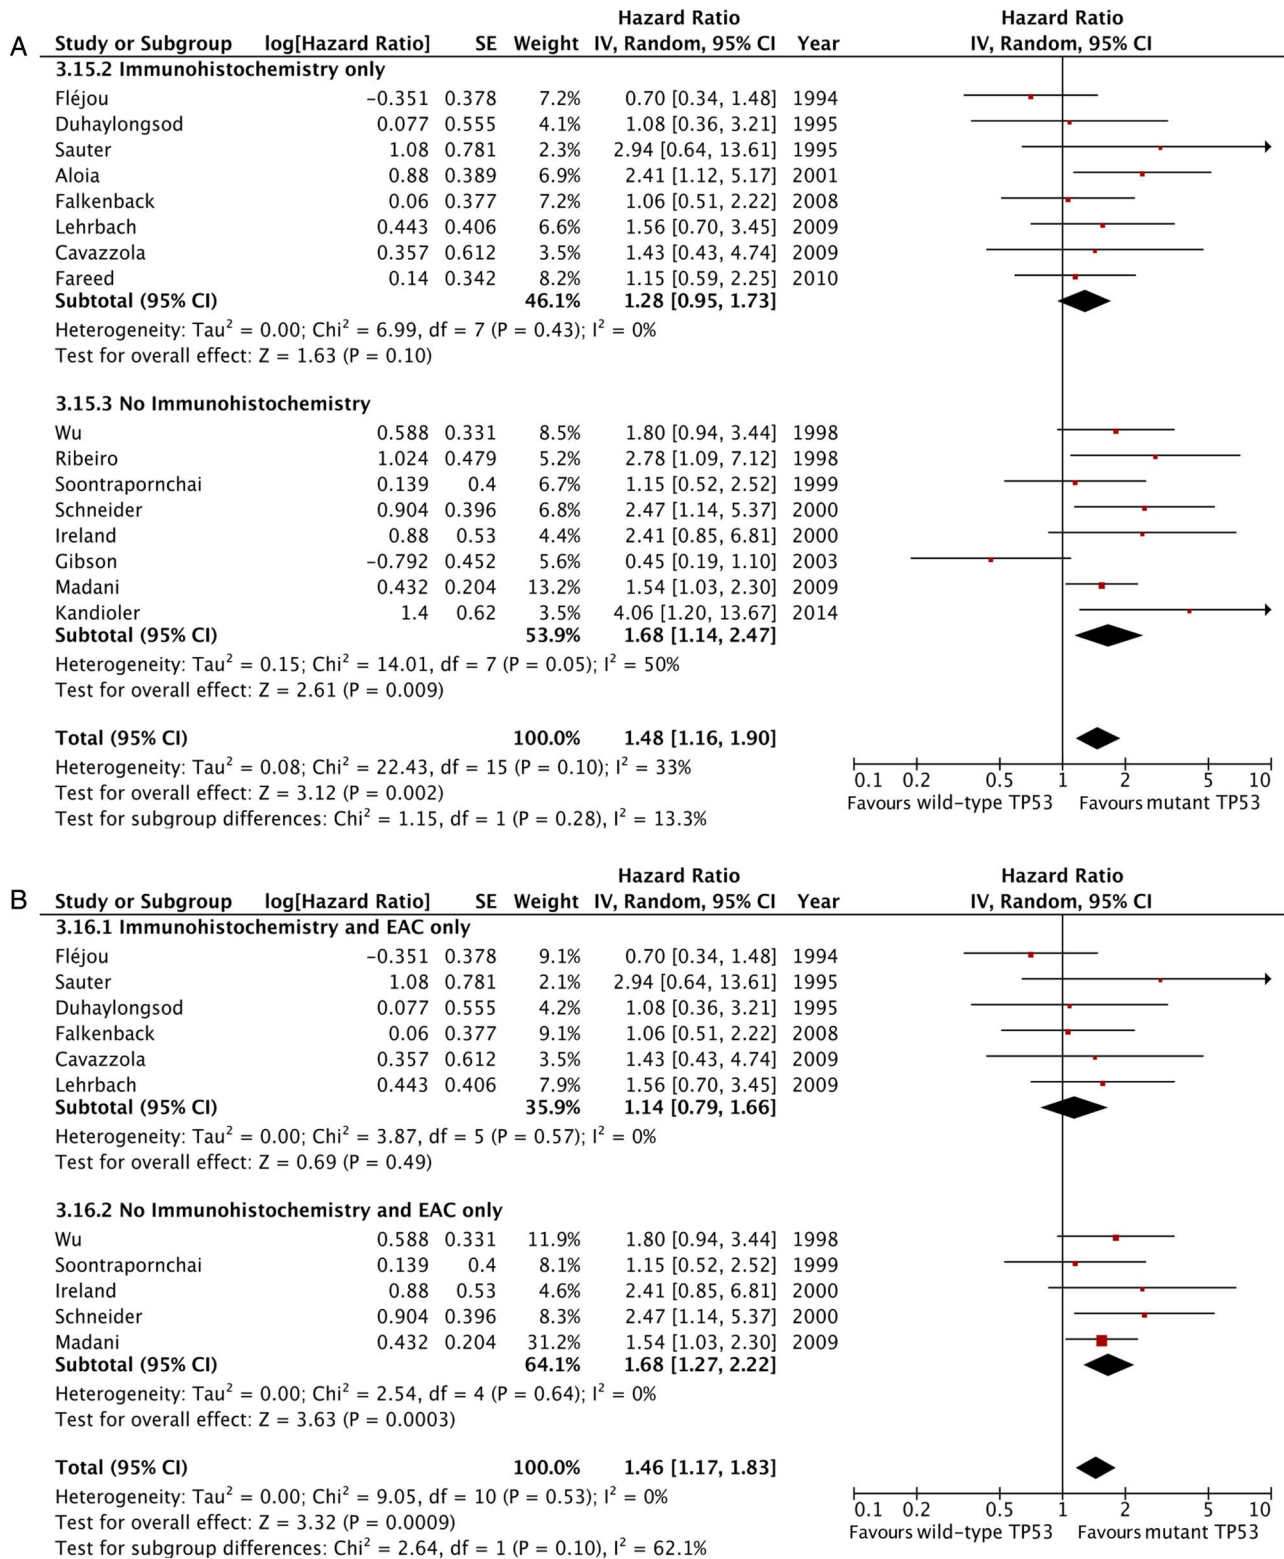 Hazard Ratio Hazard Ratio
A Study or Subgroup log[Hazard Ratio] SE Weight IV, Random, 95% CI Year IV, Random, 95% CI
3.15.2 Immunohistochemistry only
Fléjou −0.351 0.378 7.2% 0.70 [0.34, 1.48] 1994
Duhaylongsod 0.077 0.555 4.1% 1.08 [0.36, 3.21] 1995
Sauter 1.08 0.781 2.3% 2.94 [0.64, 13.61] 1995
Aloia 0.88 0.389 6.9% 2.41 [1.12, 5.17] 2001
Falkenback 0.06 0.377 7.2% 1.06 [0.51, 2.22] 2008
Lehrbach 0.443 0.406 6.6% 1.56 [0.70, 3.45] 2009
Cavazzola 0.357 0.612 3.5% 1.43 [0.43, 4.74] 2009
Fareed 0.14 0.342 8.2% 1.15 [0.59, 2.25] 2010
Subtotal (95% CI) 46.1% 1.28 [0.95, 1.73]
Heterogeneity: Tau² = 0.00; Chi² = 6.99, df = 7 (P = 0.43); I² = 0%
Test for overall effect: Z = 1.63 (P = 0.10)
3.15.3 No Immunohistochemistry
Wu 0.588 0.331 8.5% 1.80 [0.94, 3.44] 1998
Ribeiro 1.024 0.479 5.2% 2.78 [1.09, 7.12] 1998
Soontrapornchai 0.139 0.4 6.7% 1.15 [0.52, 2.52] 1999
Schneider 0.904 0.396 6.8% 2.47 [1.14, 5.37] 2000
Ireland 0.88 0.53 4.4% 2.41 [0.85, 6.81] 2000
Gibson −0.792 0.452 5.6% 0.45 [0.19, 1.10] 2003
Madani 0.432 0.204 13.2% 1.54 [1.03, 2.30] 2009
Kandioler 1.4 0.62 3.5% 4.06 [1.20, 13.67] 2014
Subtotal (95% CI) 53.9% 1.68 [1.14, 2.47]
Heterogeneity: Tau² = 0.15; Chi² = 14.01, df = 7 (P = 0.05); I² = 50%
Test for overall effect: Z = 2.61 (P = 0.009)
Total (95% CI) 100.0% 1.48 [1.16, 1.90]
Heterogeneity: Tau² = 0.08; Chi² = 22.43, df = 15 (P = 0.10); I² = 33%
Test for overall effect: Z = 3.12 (P = 0.002)
Test for subgroup differences: Chi² = 1.15, df = 1 (P = 0.28), I² = 13.3%
0.1 0.2 0.5 1 2 5 10
Favours wild-type TP53 Favours mutant TP53
Hazard Ratio Hazard Ratio
B Study or Subgroup log[Hazard Ratio] SE Weight IV, Random, 95% CI Year IV, Random, 95% CI
3.16.1 Immunohistochemistry and EAC only
Fléjou −0.351 0.378 9.1% 0.70 [0.34, 1.48] 1994
Sauter 1.08 0.781 2.1% 2.94 [0.64, 13.61] 1995
Duhaylongsod 0.077 0.555 4.2% 1.08 [0.36, 3.21] 1995
Falkenback 0.06 0.377 9.1% 1.06 [0.51, 2.22] 2008
Cavazzola 0.357 0.612 3.5% 1.43 [0.43, 4.74] 2009
Lehrbach 0.443 0.406 7.9% 1.56 [0.70, 3.45] 2009
Subtotal (95% CI) 35.9% 1.14 [0.79, 1.66]
Heterogeneity: Tau² = 0.00; Chi² = 3.87, df = 5 (P = 0.57); I² = 0%
Test for overall effect: Z = 0.69 (P = 0.49)
3.16.2 No Immunohistochemistry and EAC only
Wu 0.588 0.331 11.9% 1.80 [0.94, 3.44] 1998
Soontrapornchai 0.139 0.4 8.1% 1.15 [0.52, 2.52] 1999
Ireland 0.88 0.53 4.6% 2.41 [0.85, 6.81] 2000
Schneider 0.904 0.396 8.3% 2.47 [1.14, 5.37] 2000
Madani 0.432 0.204 31.2% 1.54 [1.03, 2.30] 2009
Subtotal (95% CI) 64.1% 1.68 [1.27, 2.22]
Heterogeneity: Tau² = 0.00; Chi² = 2.54, df = 4 (P = 0.64); I² = 0%
Test for overall effect: Z = 3.63 (P = 0.0003)
Total (95% CI) 100.0% 1.46 [1.17, 1.83]
Heterogeneity: Tau² = 0.00; Chi² = 9.05, df = 10 (P = 0.53); I² = 0%
Test for overall effect: Z = 3.32 (P = 0.0009)
Test for subgroup differences: Chi² = 2.64, df = 1 (P = 0.10), I² = 62.1%
0.1 0.2 0.5 1 2 5 10
Favours wild-type TP53 Favours mutant TP53